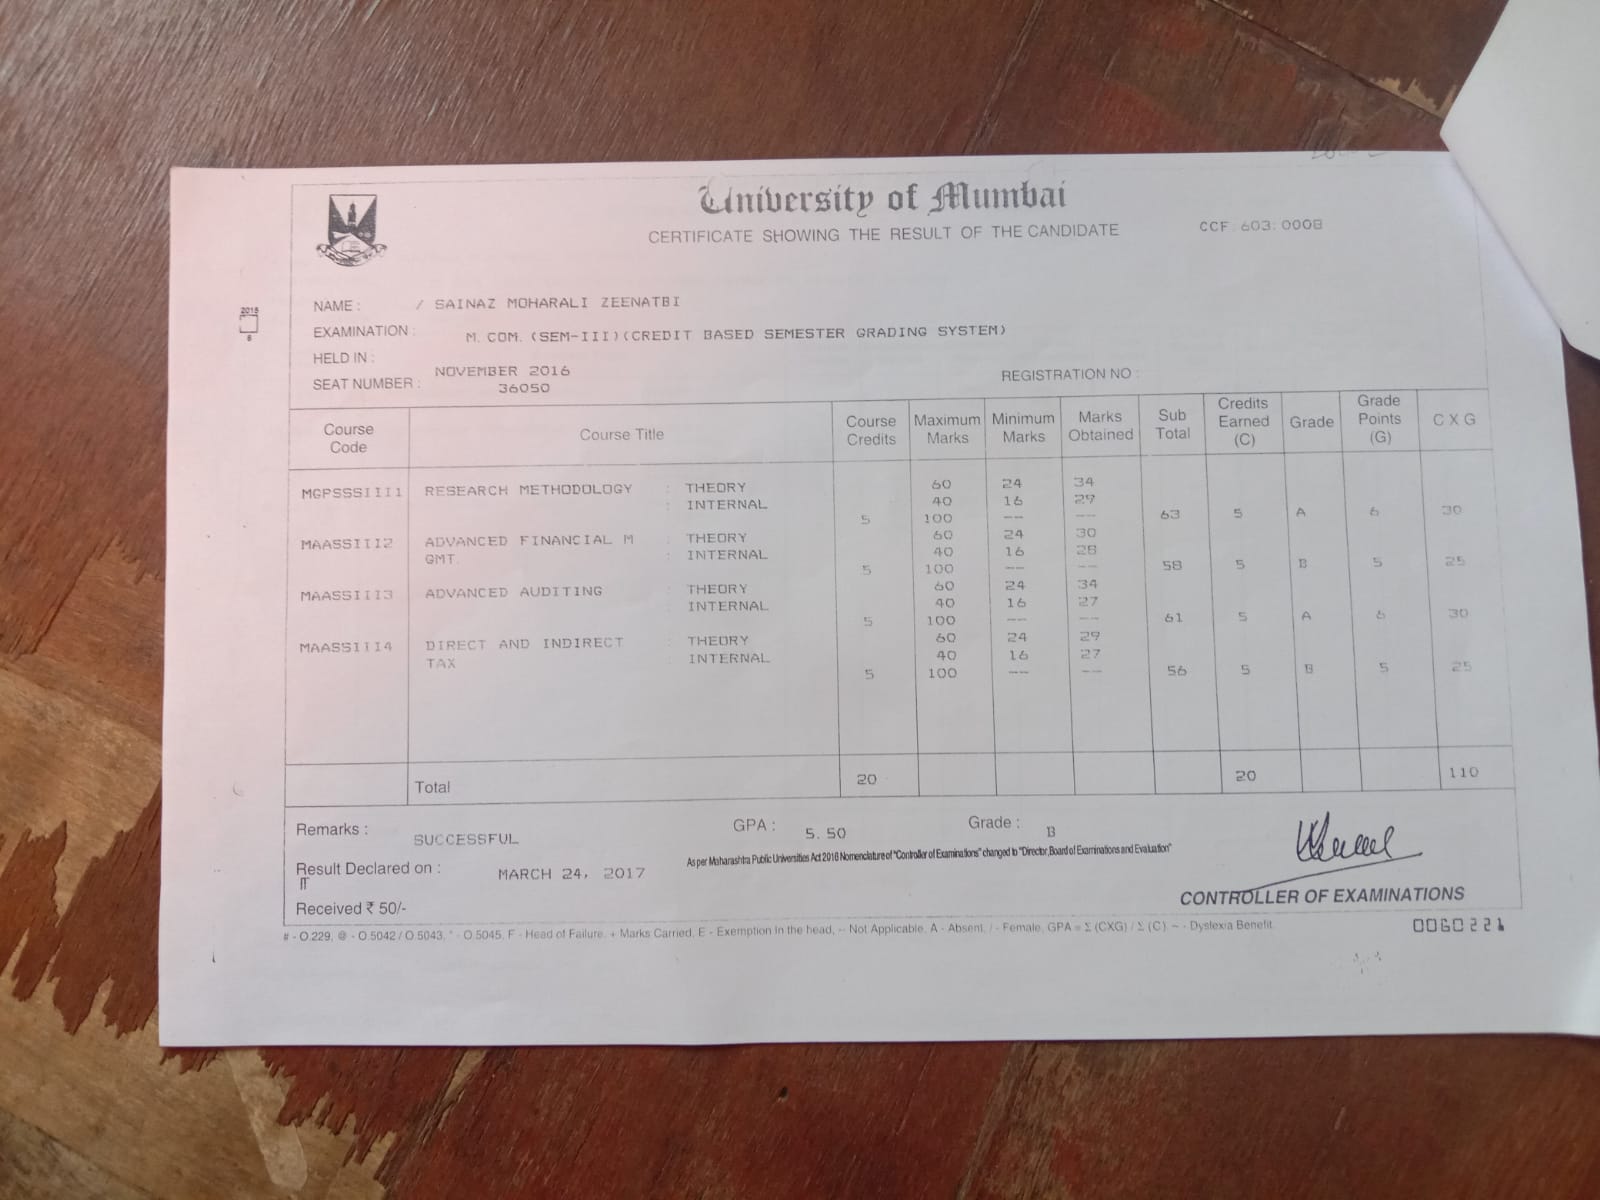 University of Mumbai
CERTIFICATE SHOWING THE RESULT OF THE CANDIDATE
CCF : 603 : 0008
2015
6
NAME : / SAINAZ MOHARALI ZEENATBI
EXAMINATION : M. COM. (SEM-III)(CREDIT BASED SEMESTER GRADING SYSTEM)
HELD IN : NOVEMBER 2016
SEAT NUMBER : 36050 REGISTRATION NO :
Course Code Course Title Course Credits Maximum Marks Minimum Marks Marks Obtained Sub Total Credits Earned (C) Grade Grade Points (G) C X G
MGPSSSIII1 RESEARCH METHODOLOGY : THEORY 60 24 34
: INTERNAL 40 16 29
5 100 -- -- 63 5 A 6 30
MAASSIII2 ADVANCED FINANCIAL M : THEORY 60 24 30
GMT. : INTERNAL 40 16 28
5 100 -- -- 58 5 B 5 25
MAASSIII3 ADVANCED AUDITING : THEORY 60 24 34
: INTERNAL 40 16 27
5 100 -- -- 61 5 A 6 30
MAASSIII4 DIRECT AND INDIRECT : THEORY 60 24 29
TAX : INTERNAL 40 16 27
5 100 -- -- 56 5 B 5 25
Total 20 20 110
Remarks : SUCCESSFUL GPA : 5.50 Grade : B
As per Maharashtra Public Universities Act 2016 Nomenclature of "Controller of Examinations" changed to "Director, Board of Examinations and Evaluation"
Result Declared on : MARCH 24, 2017
Received ₹ 50/-
CONTROLLER OF EXAMINATIONS
# - O.229, @ - O.5042 / O.5043, * - O.5045, F - Head of Failure, + Marks Carried, E - Exemption in the head, -- Not Applicable, A - Absent, / - Female, GPA = Σ (CXG) / Σ (C) ~ - Dyslexia Benefit.
0060221